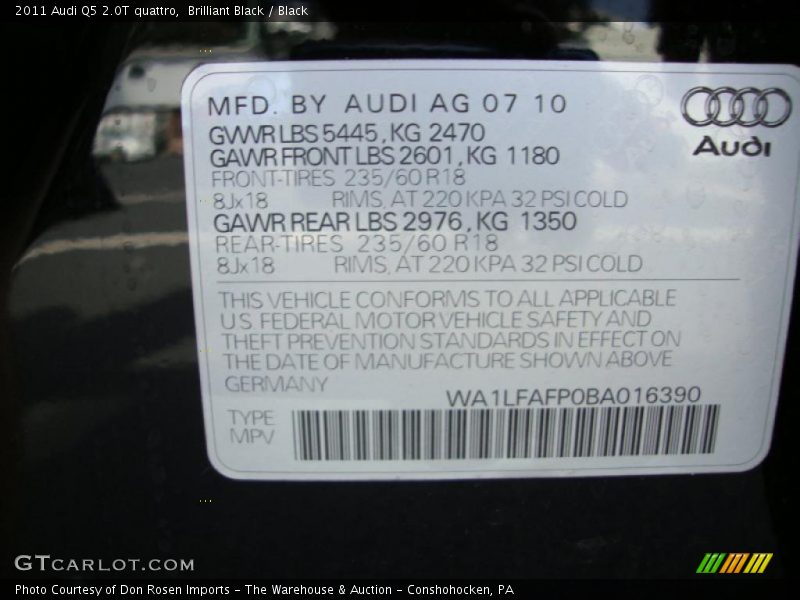 2011 Audi Q5 2.0T quattro,  Brilliant Black / Black
MFD. BY AUDI AG 07 10
GVWR LBS 5445, KG 2470
GAWR FRONT LBS 2601, KG 1180
FRONT-TIRES 235/60 R18
8Jx18 RIMS, AT 220 KPA 32 PSI COLD
GAWR REAR LBS 2976, KG 1350
REAR-TIRES 235/60 R18
8Jx18 RIMS, AT 220 KPA 32 PSI COLD
Audi
THIS VEHICLE CONFORMS TO ALL APPLICABLE
U S FEDERAL MOTOR VEHICLE SAFETY AND
THEFT PREVENTION STANDARDS IN EFFECT ON
THE DATE OF MANUFACTURE SHOWN ABOVE
GERMANY
WA1LFAFP0BA016390
TYPE
MPV
GTCARLOT.COM
Photo Courtesy of Don Rosen Imports - The Warehouse & Auction - Conshohocken, PA